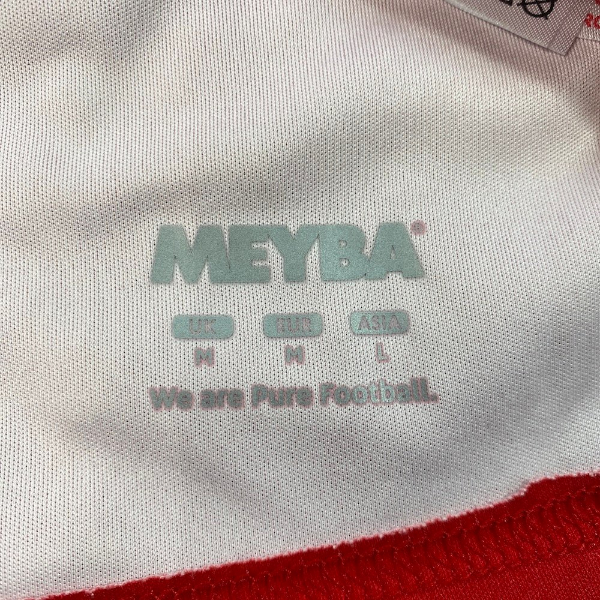 MEYBA®
UK EUR ASIA
M M L
We are Pure Football.